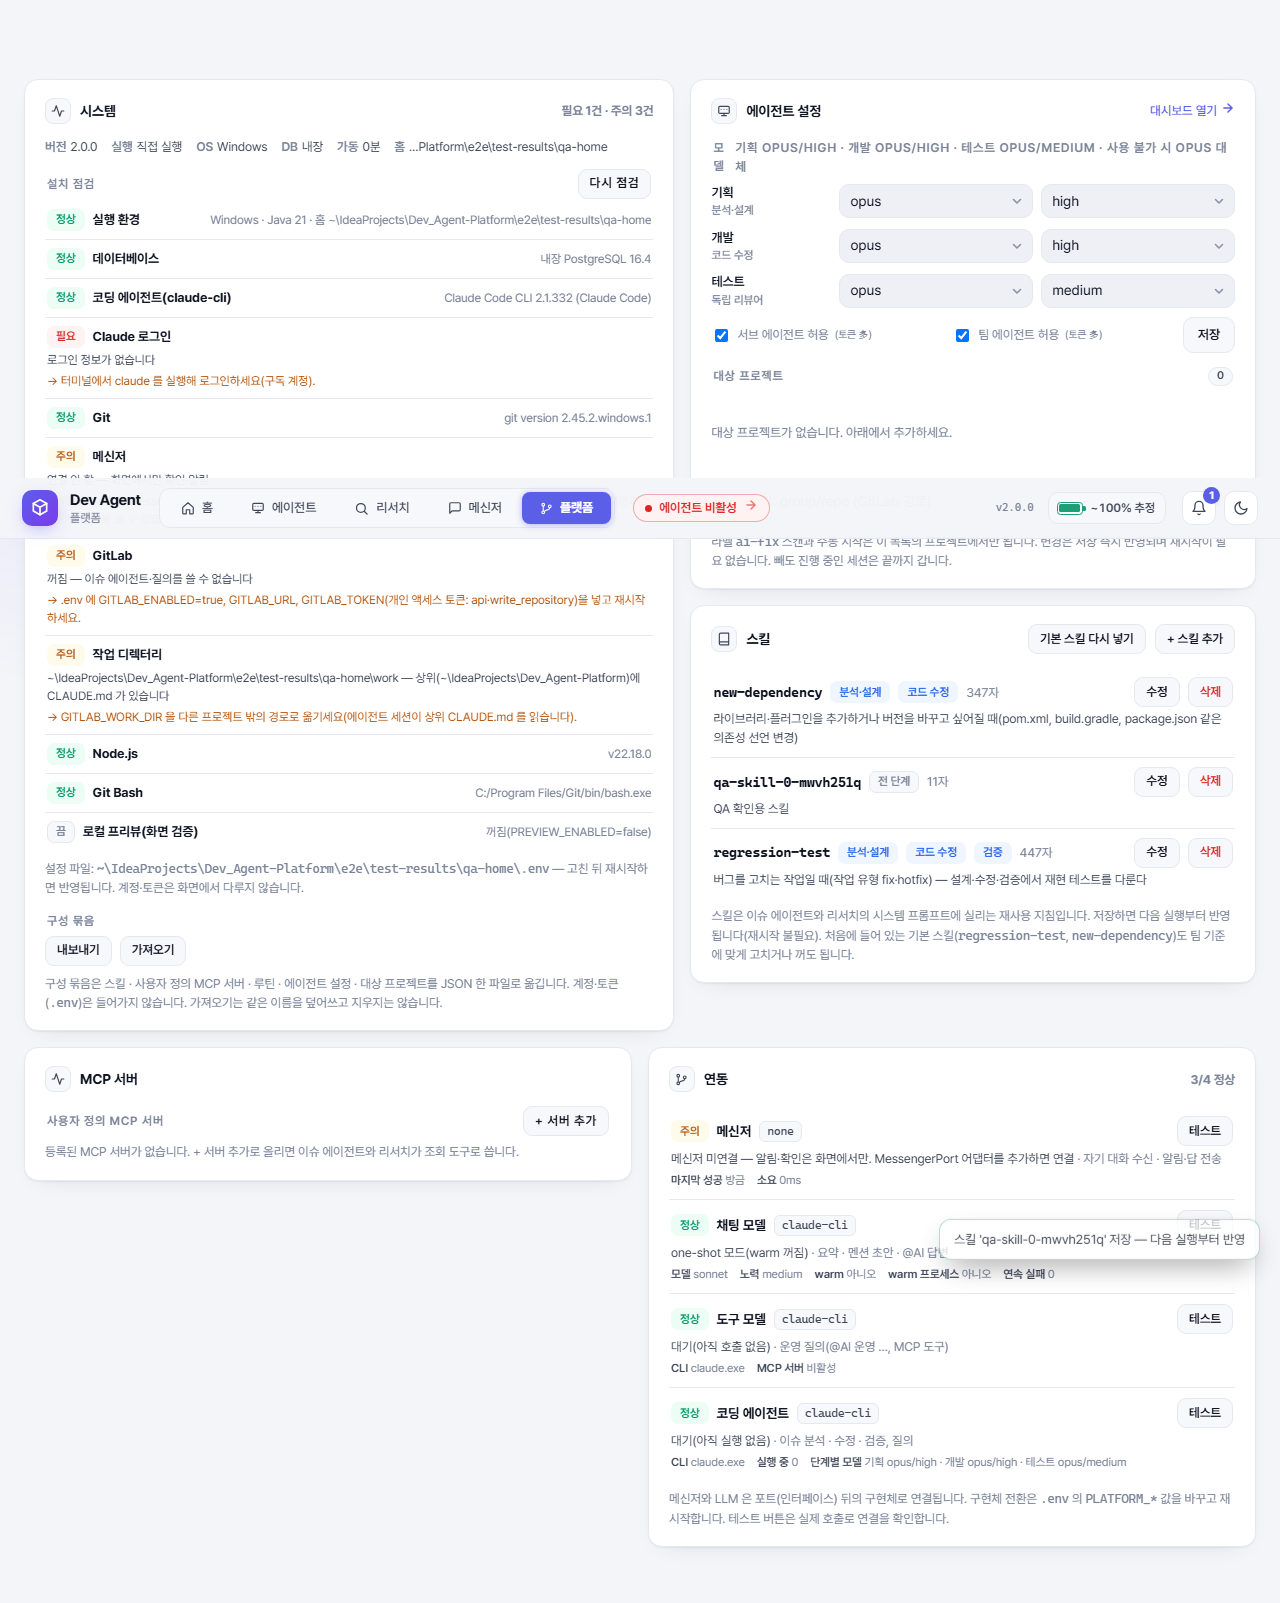 시스템
필요 1건 · 주의 3건
버전 2.0.0 실행 직접 실행 OS Windows DB 내장 가동 0분 홈 ...Platform\e2e\test-results\qa-home
설치 점검
다시 점검
정상 실행 환경
Windows · Java 21 · 홈 ~\IdeaProjects\Dev_Agent-Platform\e2e\test-results\qa-home
정상 데이터베이스
내장 PostgreSQL 16.4
정상 코딩 에이전트(claude-cli)
Claude Code CLI 2.1.332 (Claude Code)
필요 Claude 로그인
로그인 정보가 없습니다
→ 터미널에서 claude 를 실행해 로그인하세요(구독 계정).
정상 Git
git version 2.45.2.windows.1
주의 메신저
에이전트 설정
대시보드 열기 →
모델
기획 OPUS/HIGH · 개발 OPUS/HIGH · 테스트 OPUS/MEDIUM · 사용 불가 시 OPUS 대체
기획
분석·설계
opus
high
개발
코드 수정
opus
high
테스트
독립 리뷰어
opus
medium
서브 에이전트 허용 (토큰 多)
팀 에이전트 허용 (토큰 多)
저장
대상 프로젝트
0
대상 프로젝트가 없습니다. 아래에서 추가하세요.
Dev Agent
플랫폼
홈
에이전트
리서치
메신저
플랫폼
에이전트 비활성 →
v2.0.0
~100% 추정
1
주의 GitLab
꺼짐 — 이슈 에이전트·질의를 쓸 수 없습니다
→ .env 에 GITLAB_ENABLED=true, GITLAB_URL, GITLAB_TOKEN(개인 액세스 토큰: api·write_repository)을 넣고 재시작
하세요.
주의 작업 디렉터리
~\IdeaProjects\Dev_Agent-Platform\e2e\test-results\qa-home\work — 상위(~\IdeaProjects\Dev_Agent-Platform)에
CLAUDE.md 가 있습니다
→ GITLAB_WORK_DIR 을 다른 프로젝트 밖의 경로로 옮기세요(에이전트 세션이 상위 CLAUDE.md 를 읽습니다).
정상 Node.js
v22.18.0
정상 Git Bash
C:/Program Files/Git/bin/bash.exe
끔 로컬 프리뷰(화면 검증)
꺼짐(PREVIEW_ENABLED=false)
설정 파일: ~\IdeaProjects\Dev_Agent-Platform\e2e\test-results\qa-home\.env — 고친 뒤 재시작하
면 반영됩니다. 계정·토큰은 화면에서 다루지 않습니다.
구성 묶음
내보내기
가져오기
구성 묶음은 스킬 · 사용자 정의 MCP 서버 · 루틴 · 에이전트 설정 · 대상 프로젝트를 JSON 한 파일로 옮깁니다. 계정·토큰
(.env)은 들어가지 않습니다. 가져오기는 같은 이름을 덮어쓰고 지우지는 않습니다.
라벨 ai-fix 스캔과 수동 시작은 이 목록의 프로젝트에서만 됩니다. 변경은 저장 즉시 반영되며 재시작이 필
요 없습니다. 빼도 진행 중인 세션은 끝까지 갑니다.
스킬
기본 스킬 다시 넣기
+ 스킬 추가
new-dependency 분석·설계 코드 수정 347자
수정
삭제
라이브러리·플러그인을 추가하거나 버전을 바꾸고 싶어질 때(pom.xml, build.gradle, package.json 같은
의존성 선언 변경)
qa-skill-0-mwvh251q 전 단계 11자
수정
삭제
QA 확인용 스킬
regression-test 분석·설계 코드 수정 검증 447자
수정
삭제
버그를 고치는 작업일 때(작업 유형 fix·hotfix) — 설계·수정·검증에서 재현 테스트를 다룬다
스킬은 이슈 에이전트와 리서치의 시스템 프롬프트에 실리는 재사용 지침입니다. 저장하면 다음 실행부터 반영
됩니다(재시작 불필요). 처음에 들어 있는 기본 스킬(regression-test, new-dependency)도 팀 기준
에 맞게 고치거나 꺼도 됩니다.
MCP 서버
사용자 정의 MCP 서버
+ 서버 추가
등록된 MCP 서버가 없습니다. + 서버 추가로 올리면 이슈 에이전트와 리서치가 조회 도구로 씁니다.
연동
3/4 정상
주의 메신저 none
테스트
메신저 미연결 — 알림·확인은 화면에서만. MessengerPort 어댑터를 추가하면 연결 · 자기 대화 수신 · 알림·답 전송
마지막 성공 방금 소요 0ms
정상 채팅 모델 claude-cli
테스트
one-shot 모드(warm 꺼짐) · 요약 · 멘션 초안 · @AI 답변
스킬 'qa-skill-0-mwvh251q' 저장 — 다음 실행부터 반영
모델 sonnet 노력 medium warm 아니오 warm 프로세스 아니오 연속 실패 0
정상 도구 모델 claude-cli
테스트
대기(아직 호출 없음) · 운영 질의(@AI 운영 ..., MCP 도구)
CLI claude.exe MCP 서버 비활성
정상 코딩 에이전트 claude-cli
테스트
대기(아직 실행 없음) · 이슈 분석 · 수정 · 검증, 질의
CLI claude.exe 실행 중 0 단계별 모델 기획 opus/high · 개발 opus/high · 테스트 opus/medium
메신저와 LLM 은 포트(인터페이스) 뒤의 구현체로 연결됩니다. 구현체 전환은 .env 의 PLATFORM_* 값을 바꾸고 재
시작합니다. 테스트 버튼은 실제 호출로 연결을 확인합니다.